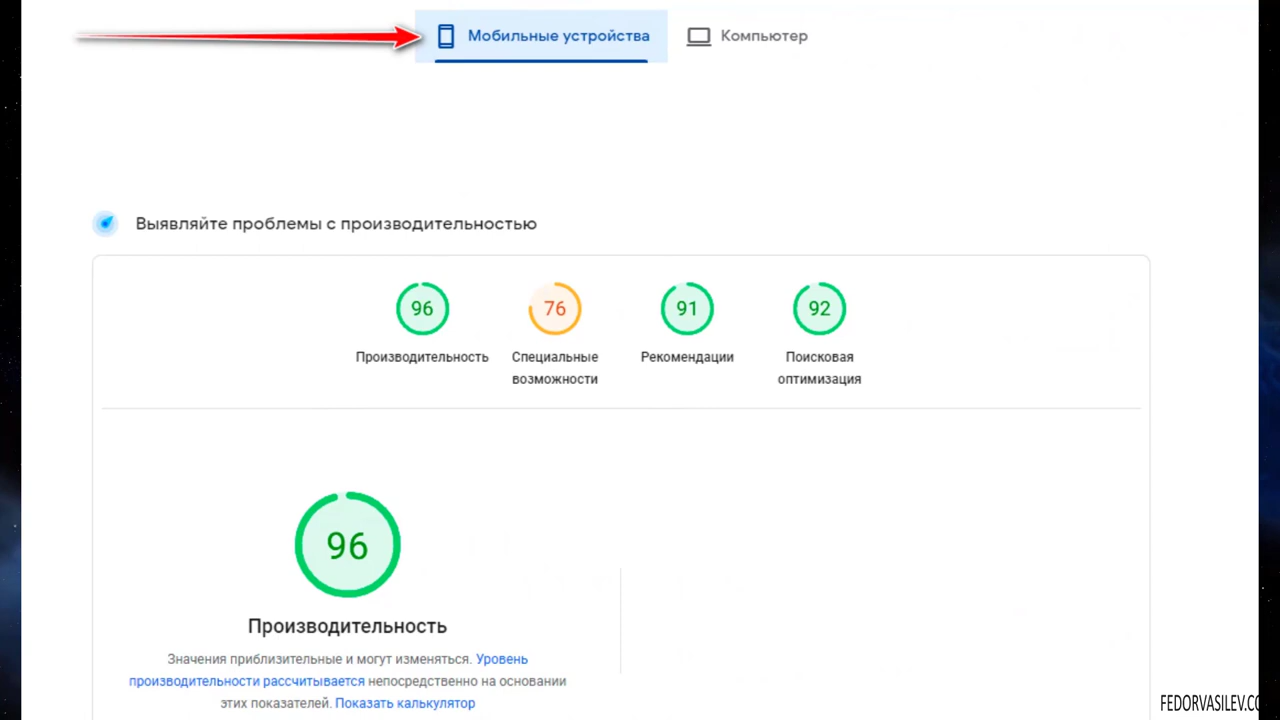 Мобильные устройства Компьютер
Выявляйте проблемы с производительностью
96 76 91 92
Производительность Специальные возможности Рекомендации Поисковая оптимизация
96
Производительность
Значения приблизительные и могут изменяться. Уровень
производительности рассчитывается непосредственно на основании
этих показателей. Показать калькулятор
FEDORVASILEV.CO